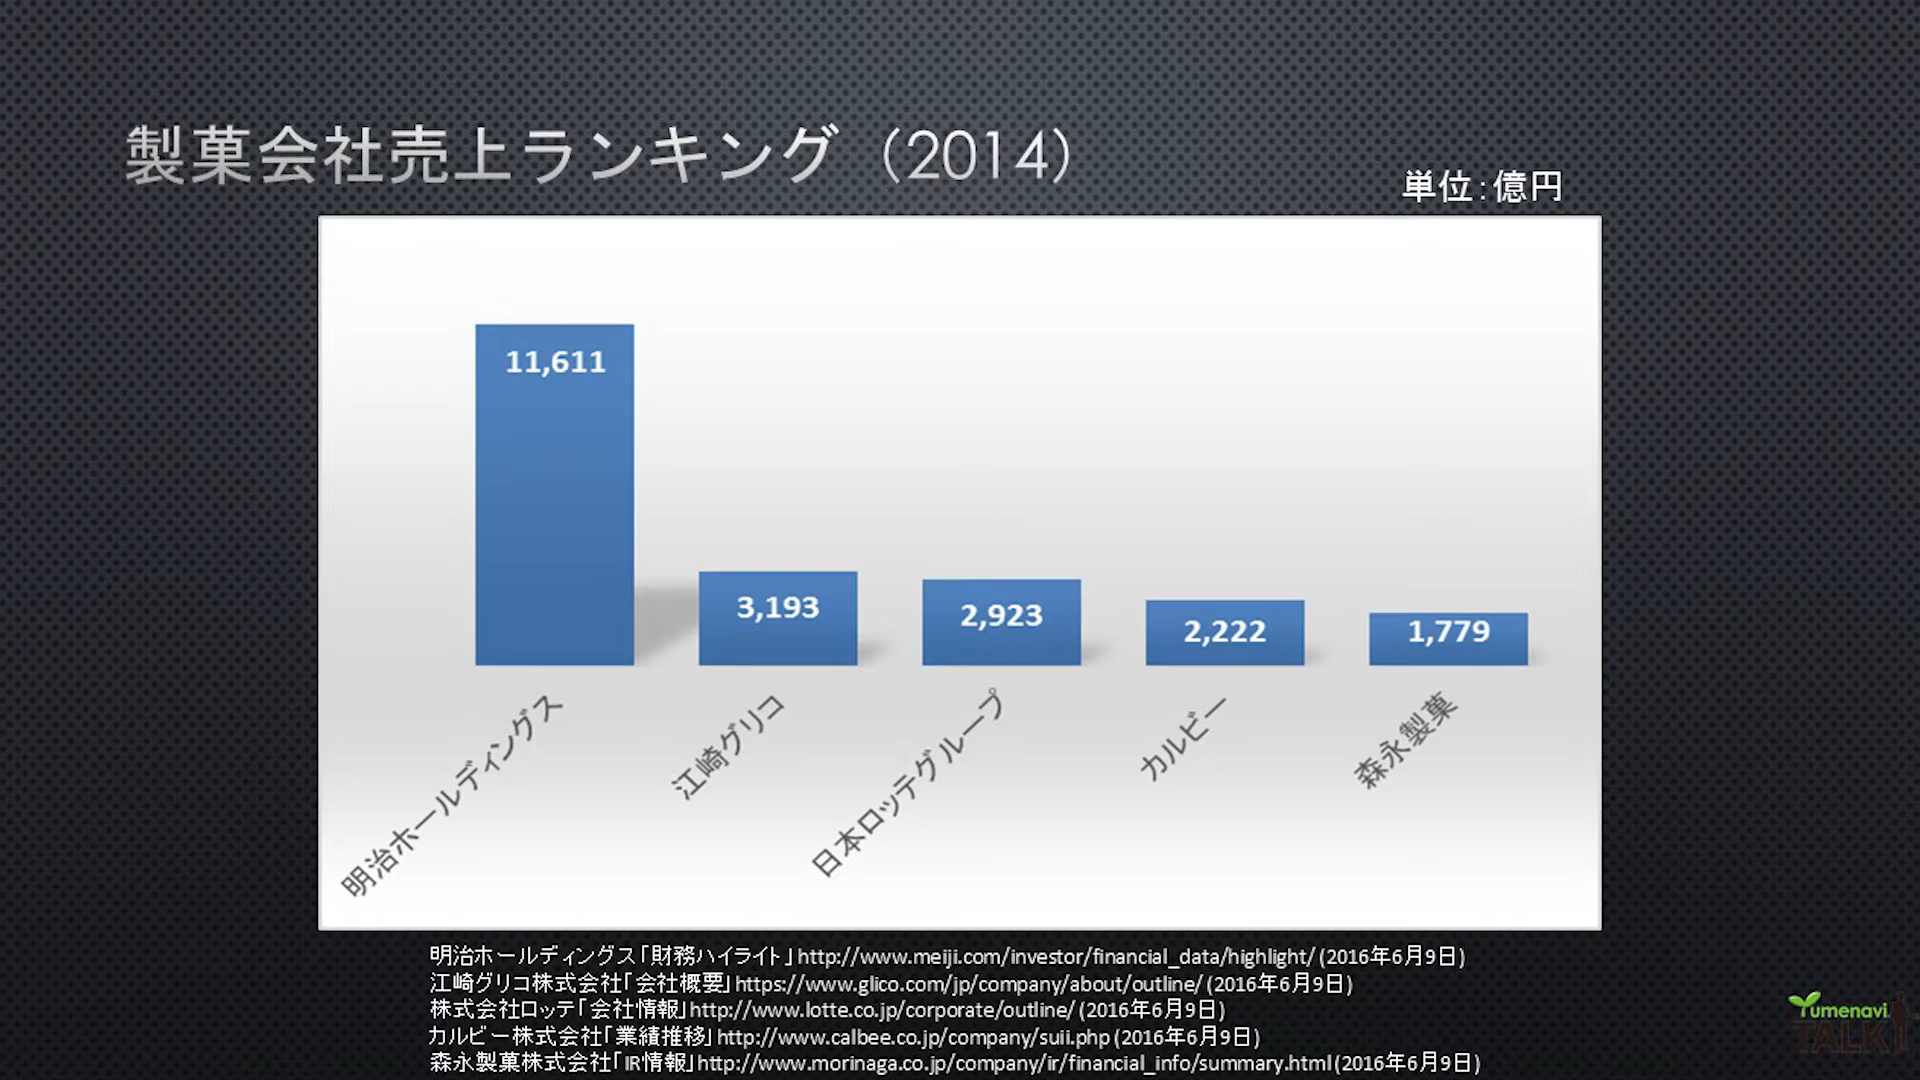 製菓会社売上ランキング（2014）
単位：億円
11,611
3,193
2,923
2,222
1,779
明治ホールディングス
江崎グリコ
日本ロッテグループ
カルビー
森永製菓
明治ホールディングス「財務ハイライト」http://www.meiji.com/investor/financial_data/highlight/(2016年6月9日)
江崎グリコ株式会社「会社概要」https://www.glico.com/jp/company/about/outline/(2016年6月9日)
株式会社ロッテ「会社情報」http://www.lotte.co.jp/corporate/outline/(2016年6月9日)
カルビー株式会社「業績推移」http://www.calbee.co.jp/company/suii.php(2016年6月9日)
森永製菓株式会社「IR情報」http://www.morinaga.co.jp/company/ir/financial_info/summary.html(2016年6月9日)
Yumenavi
TALK